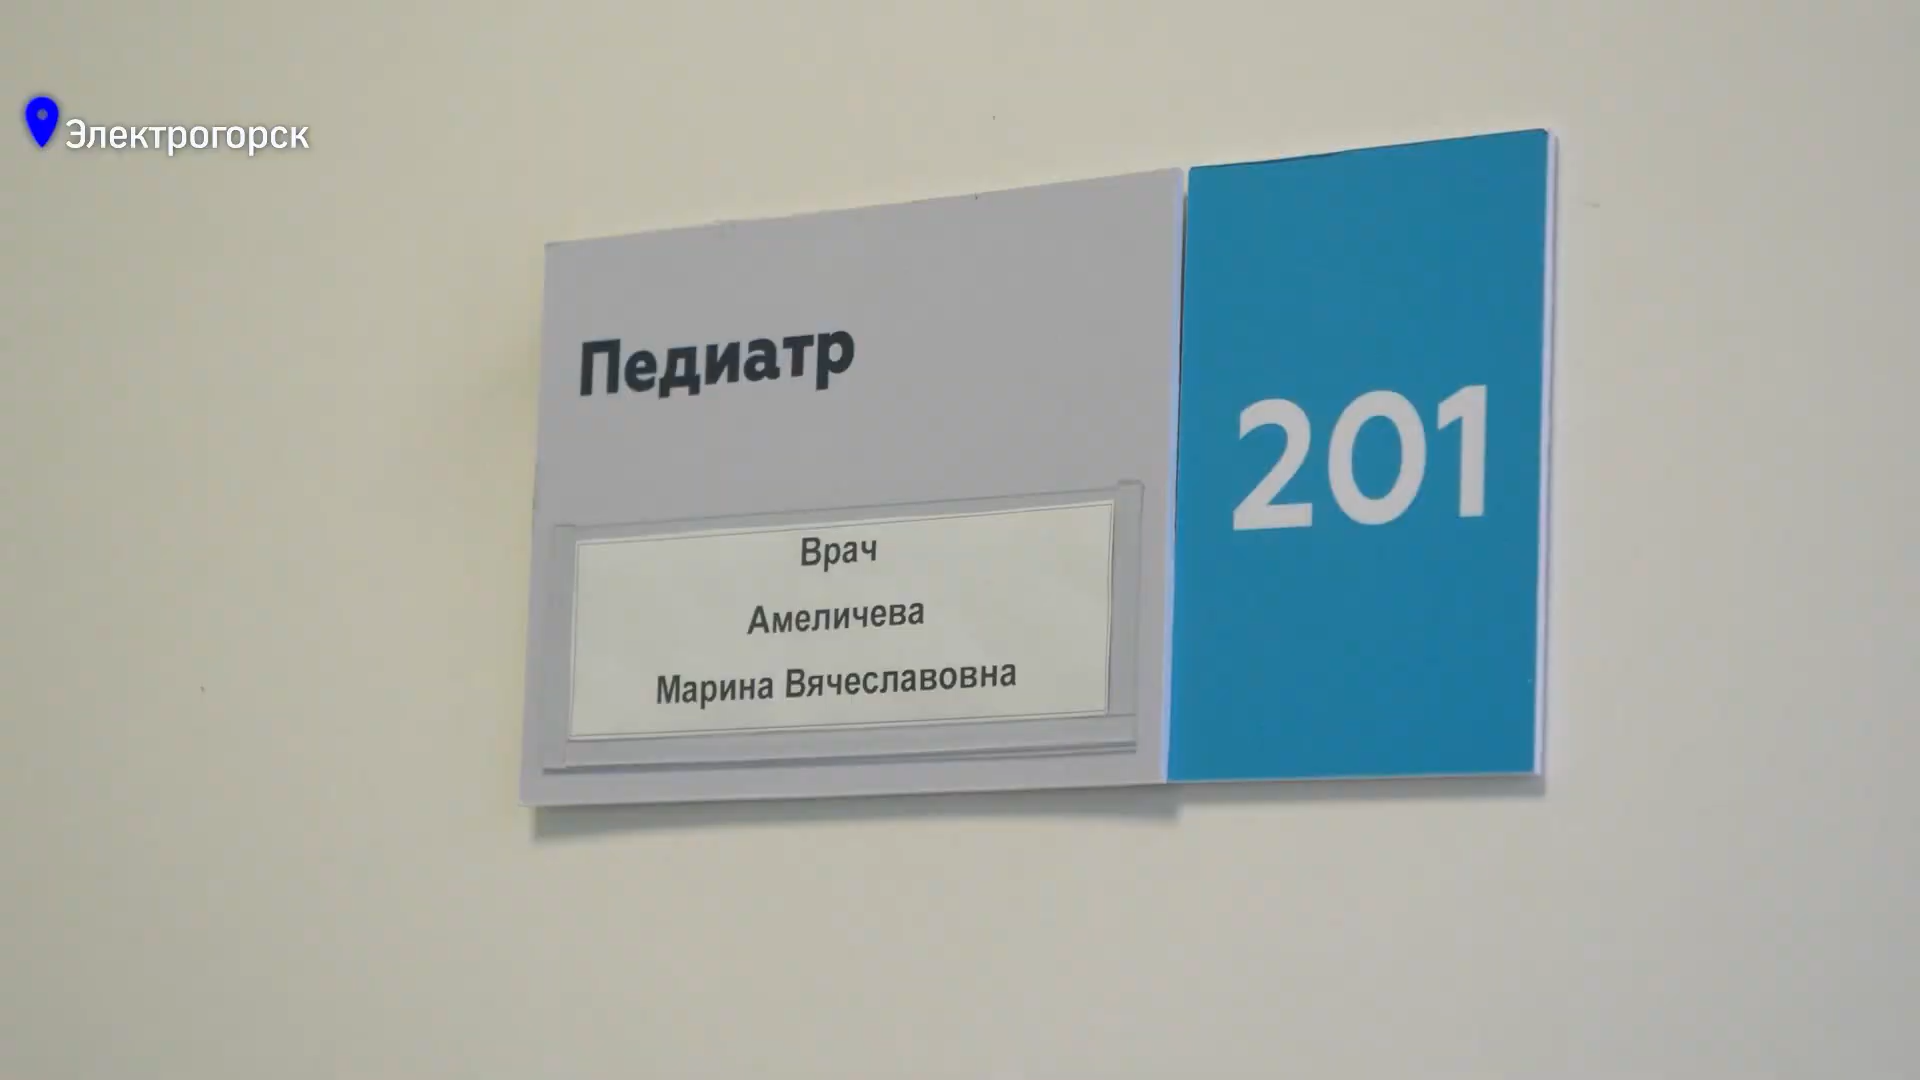 Электрогорск
Педиатр
201
Врач
Амеличева
Марина Вячеславовна